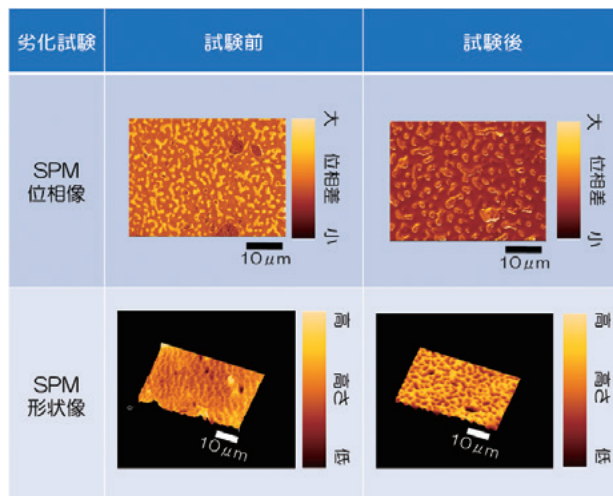 劣化試験
試験前
試験後
SPM
位相像
大
位相差
小
10μm
大
位相差
小
10μm
SPM
形状像
高
高さ
低
10μm
高
高さ
低
10μm